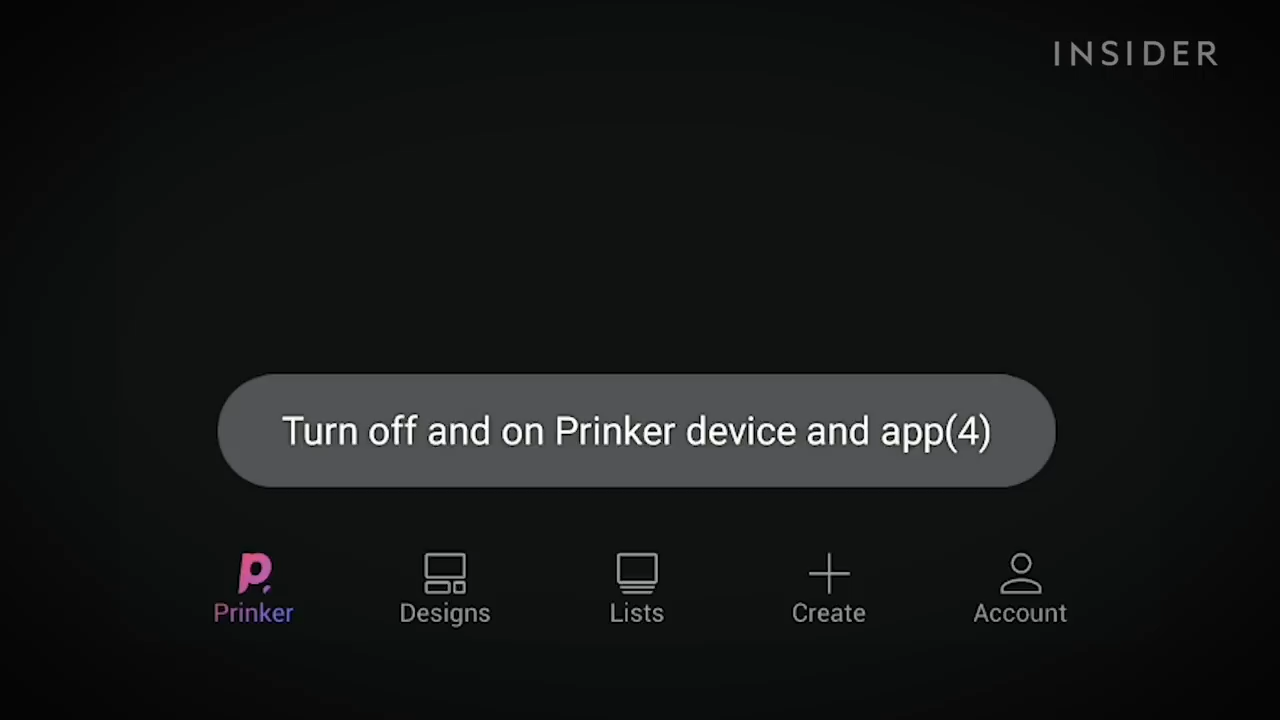 INSIDER
Turn off and on Prinker device and app(4)
Prinker Designs Lists Create Account